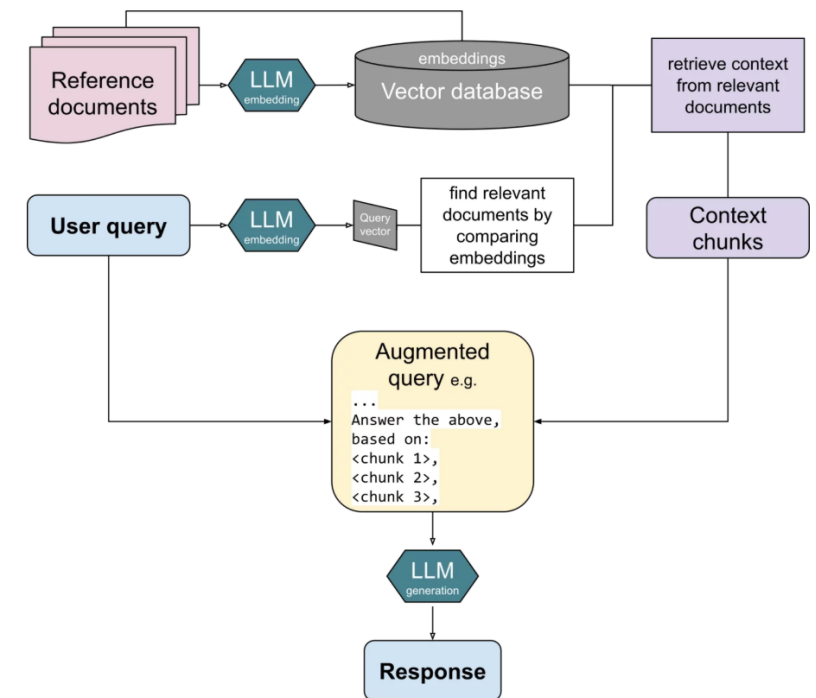 Reference
documents
LLM
embedding
embeddings
Vector database
retrieve context
from relevant
documents
User query
LLM
embedding
Query
vector
find relevant
documents by
comparing
embeddings
Context
chunks
Augmented
query e.g.
...
Answer the above,
based on:
<chunk 1>,
<chunk 2>,
<chunk 3>,
LLM
generation
Response